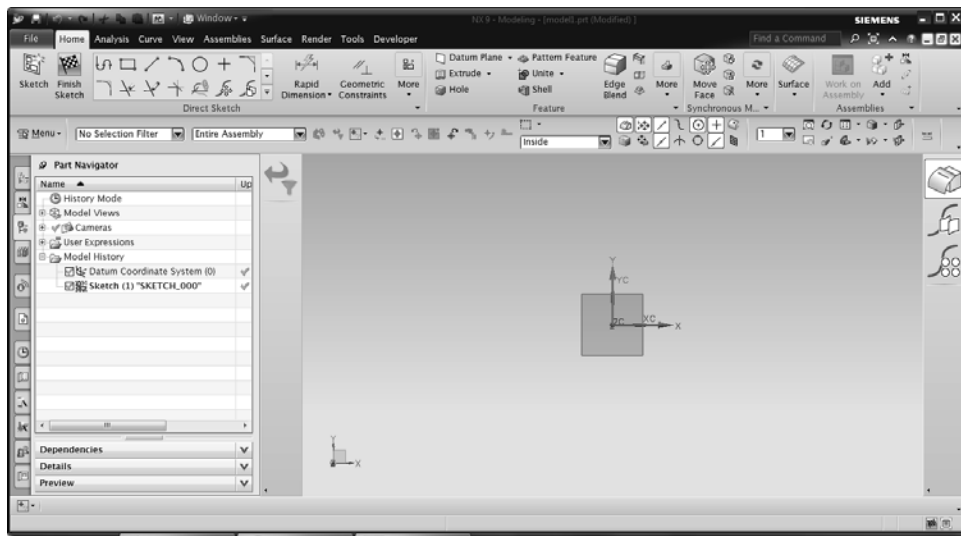 Window
NX 9 - Modeling - [model1.prt (Modified)]
SIEMENS
File Home Analysis Curve View Assemblies Surface Render Tools Developer
Find a Command
Sketch
Finish Sketch
Direct Sketch
Rapid Dimension
Geometric Constraints
More
Datum Plane
Extrude
Hole
Pattern Feature
Unite
Shell
Edge Blend
More
Feature
Move Face
More
Synchronous M...
Surface
Work on Assembly
Add
Assemblies
Menu
No Selection Filter
Entire Assembly
Inside
1
Part Navigator
Name
Up
History Mode
Model Views
Cameras
User Expressions
Model History
Datum Coordinate System (0)
Sketch (1) "SKETCH_000"
Dependencies
Details
Preview
Y
YC
ZC
XC
X
Y
X